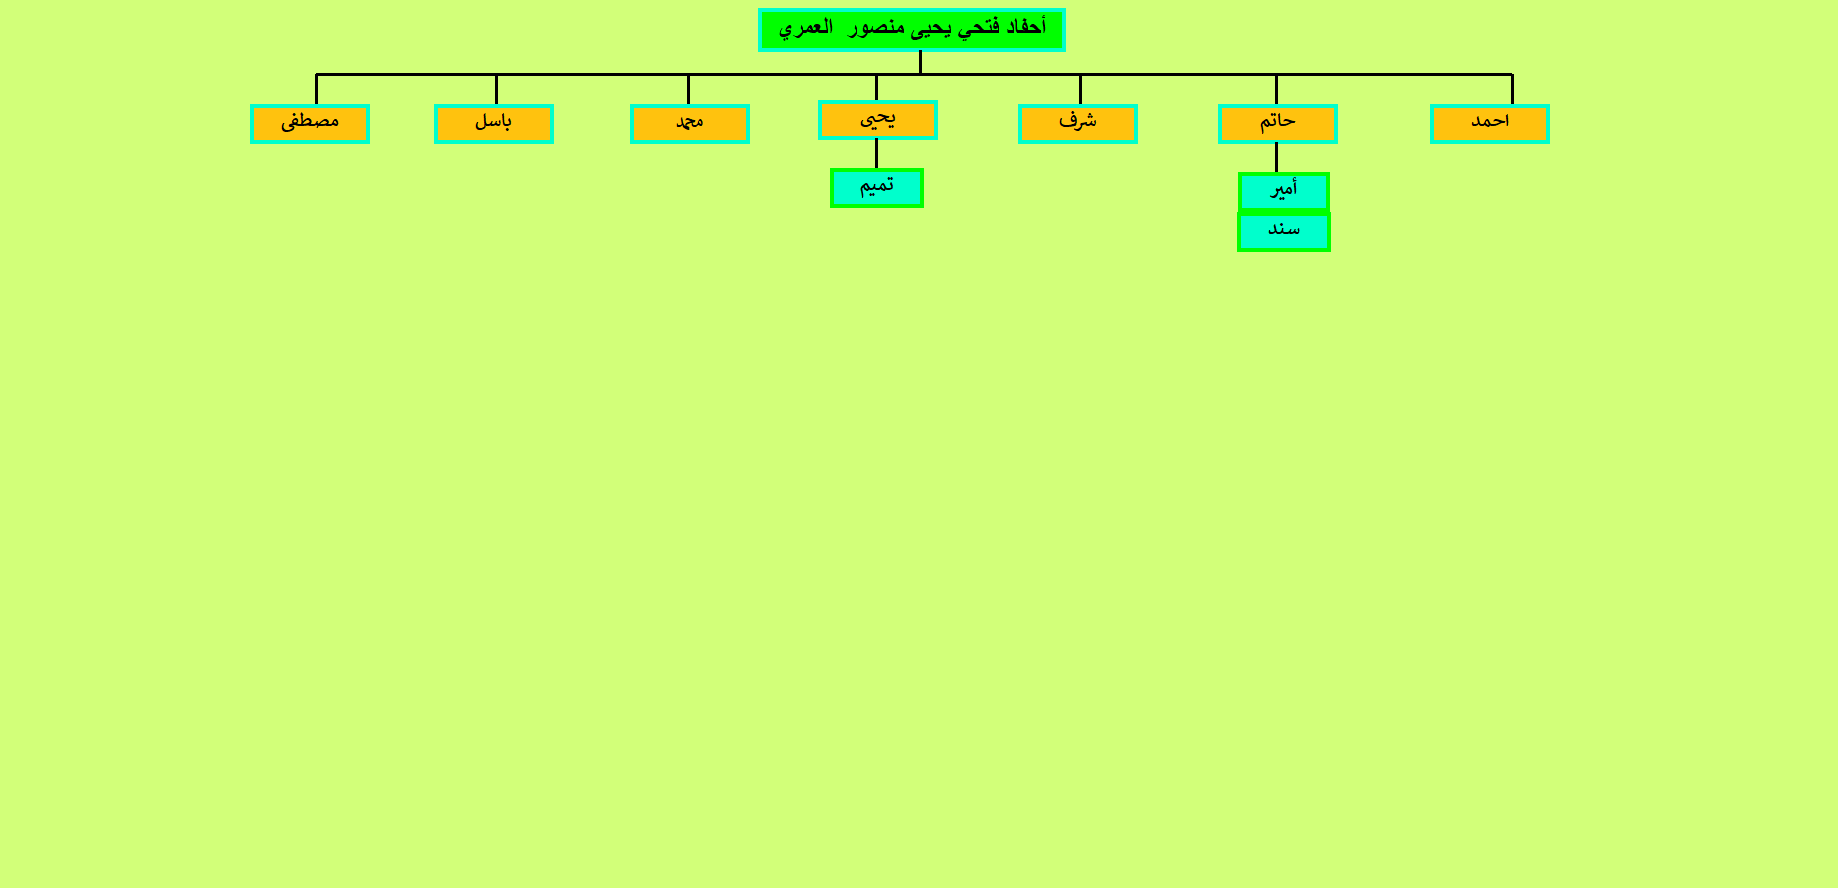 أحفاد فتحي يحيى منصور العمري
احمد
حاتم
شرف
يحيى
محمد
باسل
مصطفى
أمير
تميم
سند